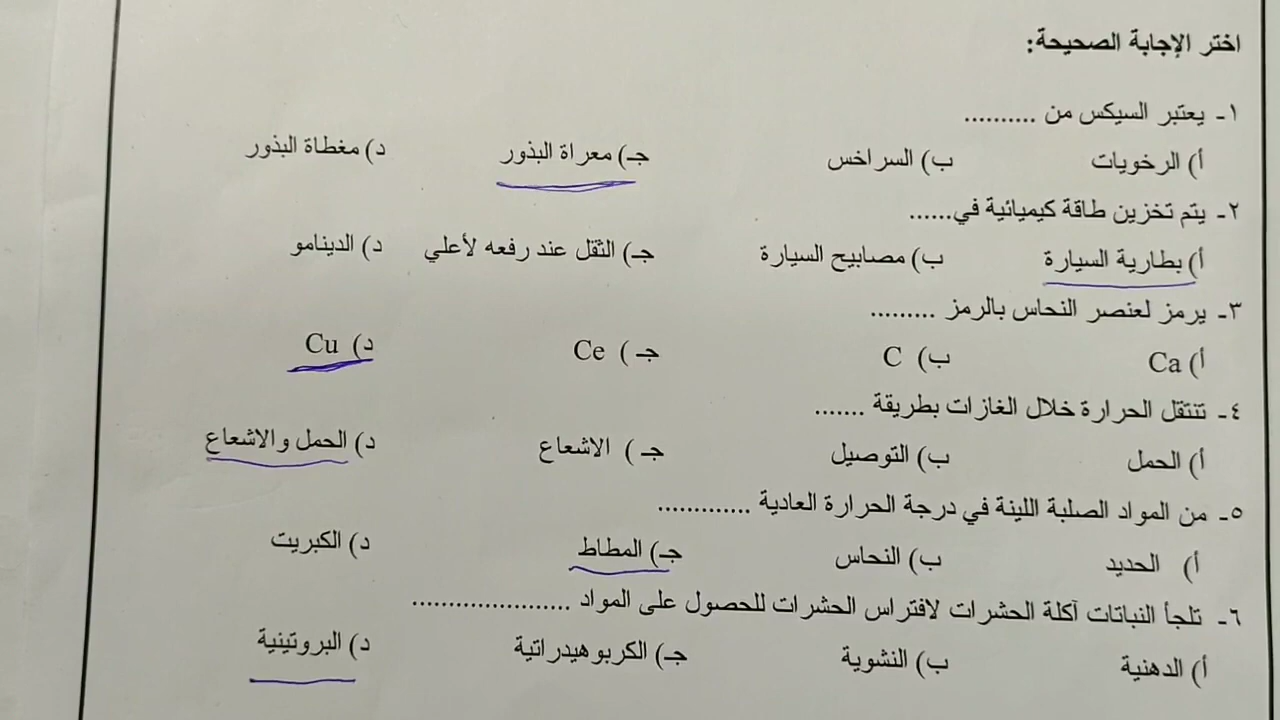 اختر الإجابة الصحيحة:
١- يعتبر السيكس من ..........
أ) الرخويات ب) السراخس جـ) معراة البذور د) مغطاة البذور
٢- يتم تخزين طاقة كيميائية في......
أ) بطارية السيارة ب) مصابيح السيارة جـ) الثقل عند رفعه لأعلي د) الدينامو
٣- يرمز لعنصر النحاس بالرمز .........
أ) Ca ب) C جـ ) Ce د) Cu
٤- تنتقل الحرارة خلال الغازات بطريقة .......
أ) الحمل ب) التوصيل جـ ) الاشعاع د) الحمل والاشعاع
٥- من المواد الصلبة اللينة في درجة الحرارة العادية .............
أ) الحديد ب) النحاس جـ) المطاط د) الكبريت
٦- تلجأ النباتات آكلة الحشرات لافتراس الحشرات للحصول على المواد ......................
أ) الدهنية ب) النشوية جـ) الكربوهيدراتية د) البروتينية